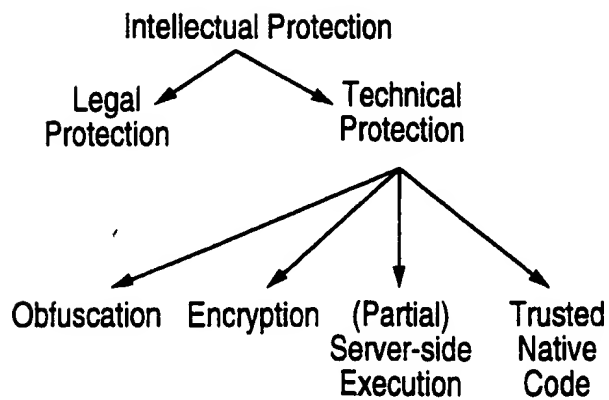 Intellectual Protection
Legal
Protection
Technical
Protection
Obfuscation
Encryption
(Partial)
Server-side
Execution
Trusted
Native
Code